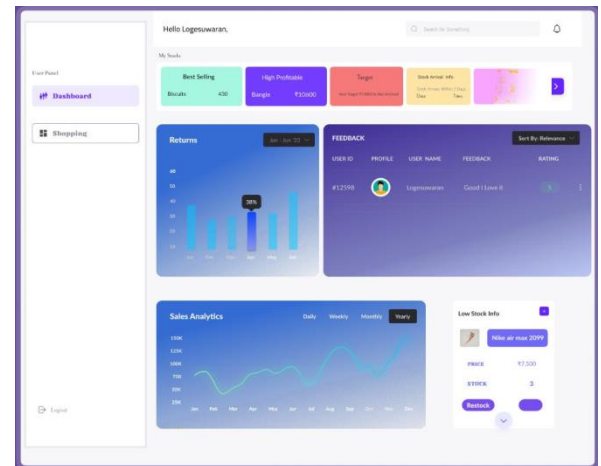 Hello Logesuwaran,
Search for Something
My Stocks
User Panel
Dashboard
Shopping
Logout
Best Selling
Biscuits 430
High Profitable
Bangle ₹10600
Target
Stock Arrival Info
Returns
Jan - Jun '23
60
50
40
30
20
10
38%
Jan Feb Mar Apr May Jun
FEEDBACK
Sort By: Relevance
USER ID PROFILE USER NAME FEEDBACK RATING
#12598 Logesuwaran Good I Love It 5
Sales Analytics
Daily Weekly Monthly Yearly
150K
125K
100K
75K
50K
25K
Jan Feb Mar Apr May Jun Jul Aug Sep Oct Nov Dec
Low Stock Info
Nike air max 2099
PRICE ₹7,500
STOCK 3
Restock